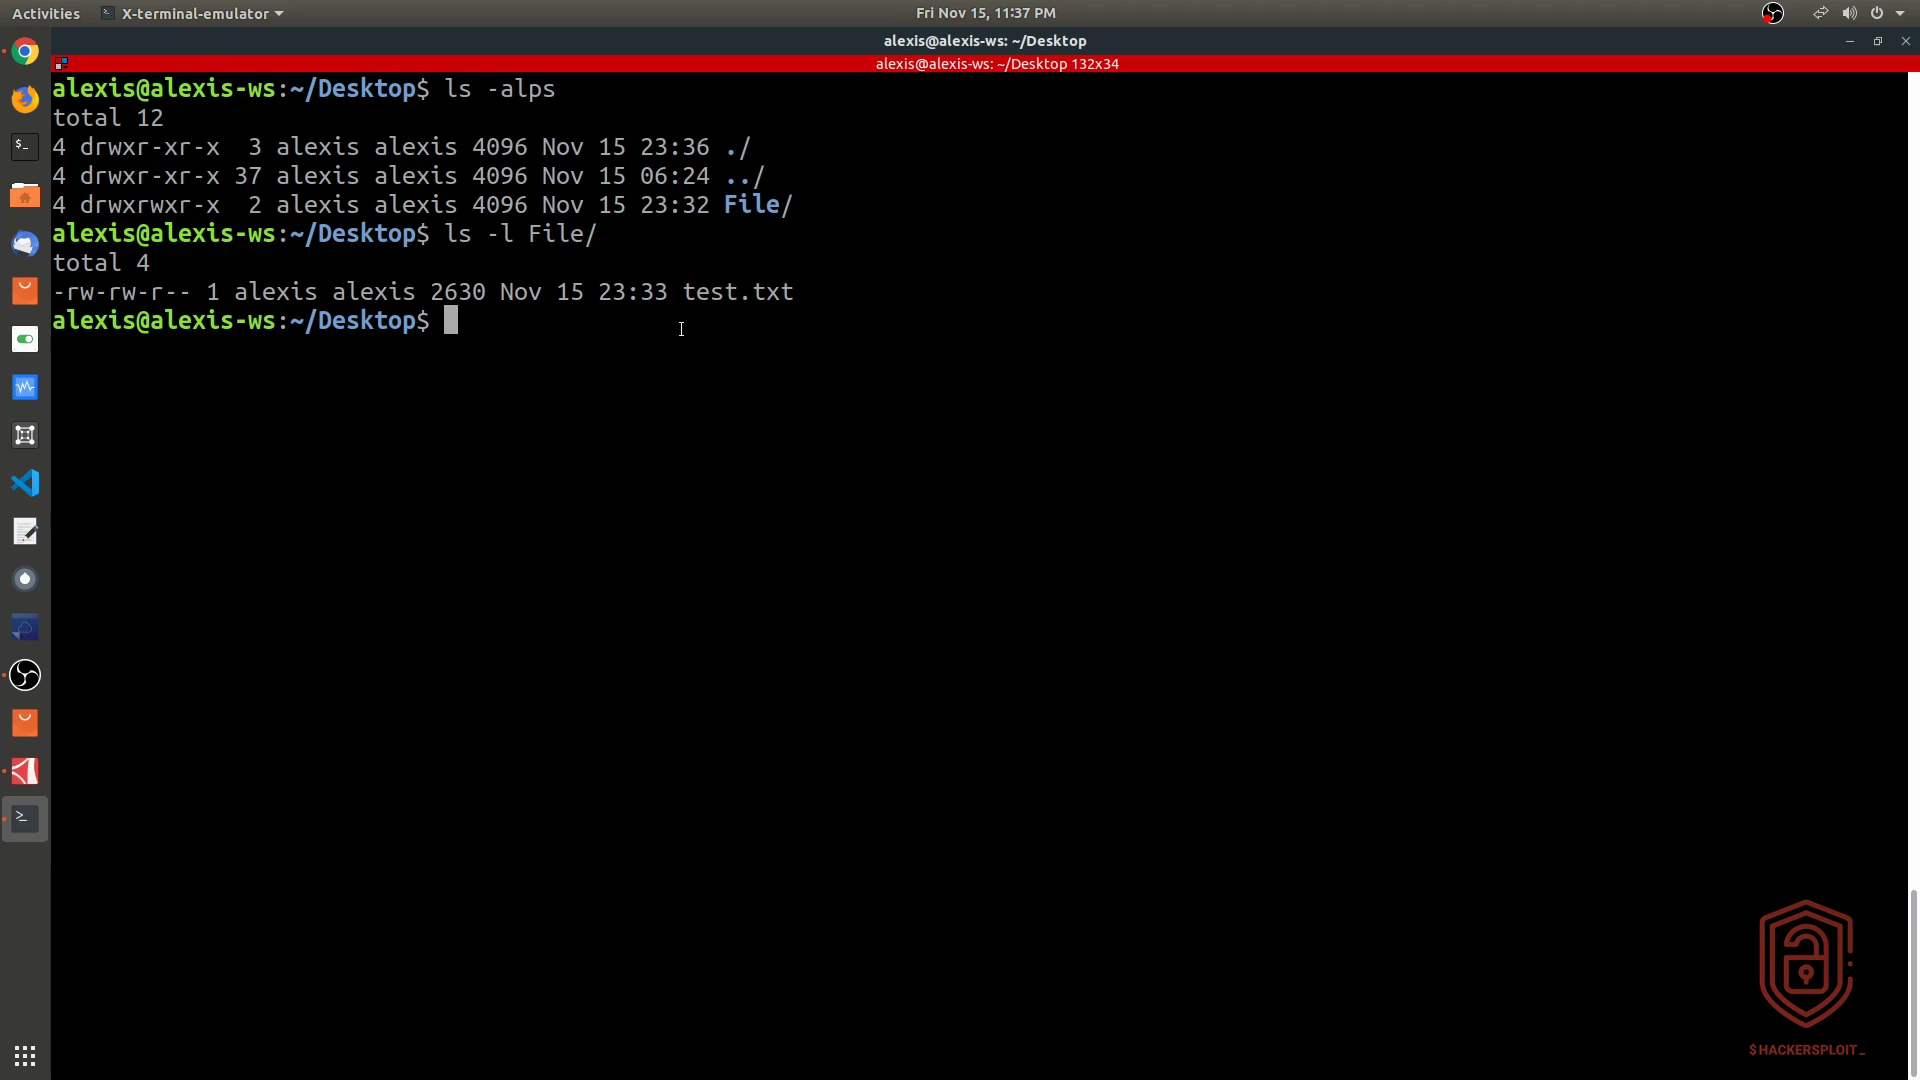 Activities X-terminal-emulator Fri Nov 15, 11:37 PM
alexis@alexis-ws: ~/Desktop
alexis@alexis-ws: ~/Desktop 132x34
alexis@alexis-ws:~/Desktop$ ls -alps
total 12
4 drwxr-xr-x  3 alexis alexis 4096 Nov 15 23:36 ./
4 drwxr-xr-x 37 alexis alexis 4096 Nov 15 06:24 ../
4 drwxrwxr-x  2 alexis alexis 4096 Nov 15 23:32 File/
alexis@alexis-ws:~/Desktop$ ls -l File/
total 4
-rw-rw-r-- 1 alexis alexis 2630 Nov 15 23:33 test.txt
alexis@alexis-ws:~/Desktop$
$HACKERSPLOIT_